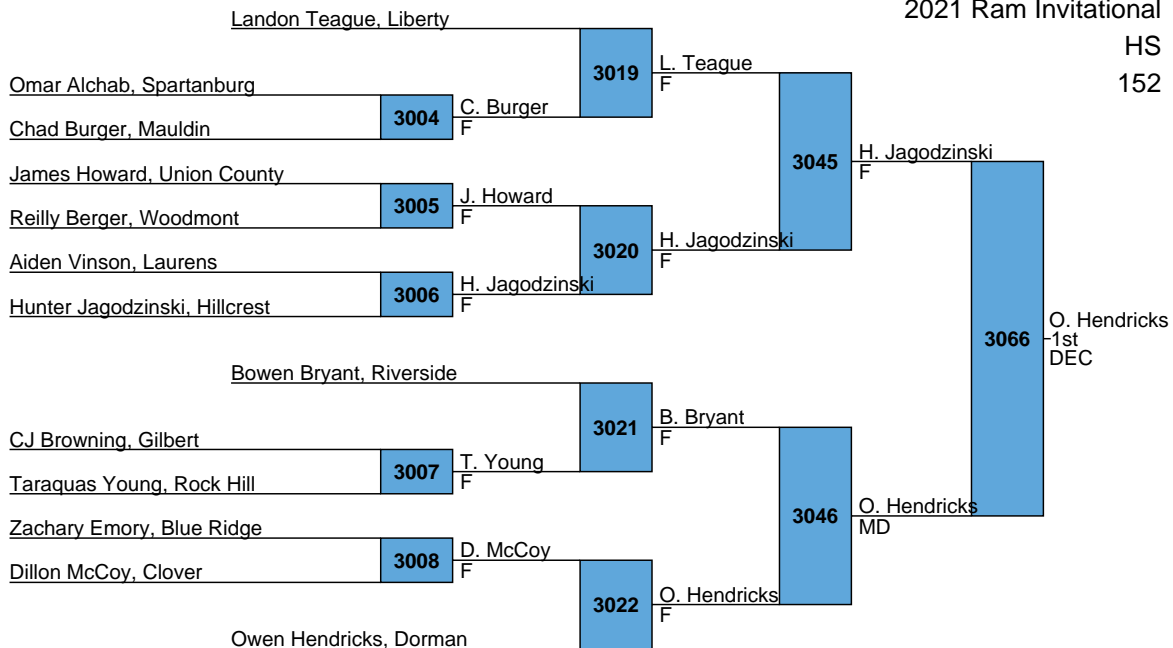 2021 Ram Invitational
HS
152
Landon Teague, Liberty
3019
L. Teague
F
Omar Alchab, Spartanburg
3004
C. Burger
F
Chad Burger, Mauldin
3045
H. Jagodzinski
F
James Howard, Union County
3005
J. Howard
F
Reilly Berger, Woodmont
3020
H. Jagodzinski
F
Aiden Vinson, Laurens
3006
H. Jagodzinski
F
Hunter Jagodzinski, Hillcrest
3066
O. Hendricks
1st
DEC
Bowen Bryant, Riverside
3021
B. Bryant
F
CJ Browning, Gilbert
3007
T. Young
F
Taraquas Young, Rock Hill
3046
O. Hendricks
MD
Zachary Emory, Blue Ridge
3008
D. McCoy
F
Dillon McCoy, Clover
3022
O. Hendricks
F
Owen Hendricks, Dorman